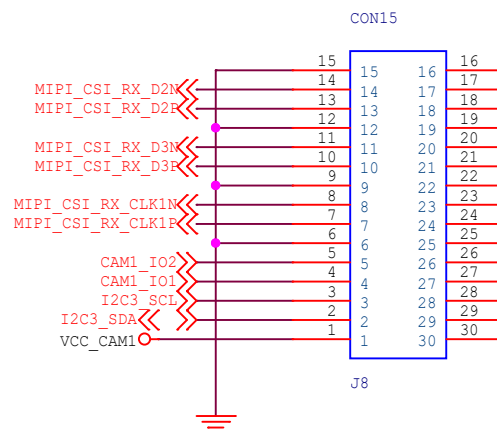 CON15
15 15 16 16
MIPI_CSI_RX_D2N 14 14 17 17
MIPI_CSI_RX_D2P 13 13 18 18
12 12 19 19
MIPI_CSI_RX_D3N 11 11 20 20
MIPI_CSI_RX_D3P 10 10 21 21
9 9 22 22
MIPI_CSI_RX_CLK1N 8 8 23 23
MIPI_CSI_RX_CLK1P 7 7 24 24
6 6 25 25
CAM1_IO2 5 5 26 26
CAM1_IO1 4 4 27 27
I2C3_SCL 3 3 28 28
I2C3_SDA 2 2 29 29
VCC_CAM1 1 1 30 30
J8